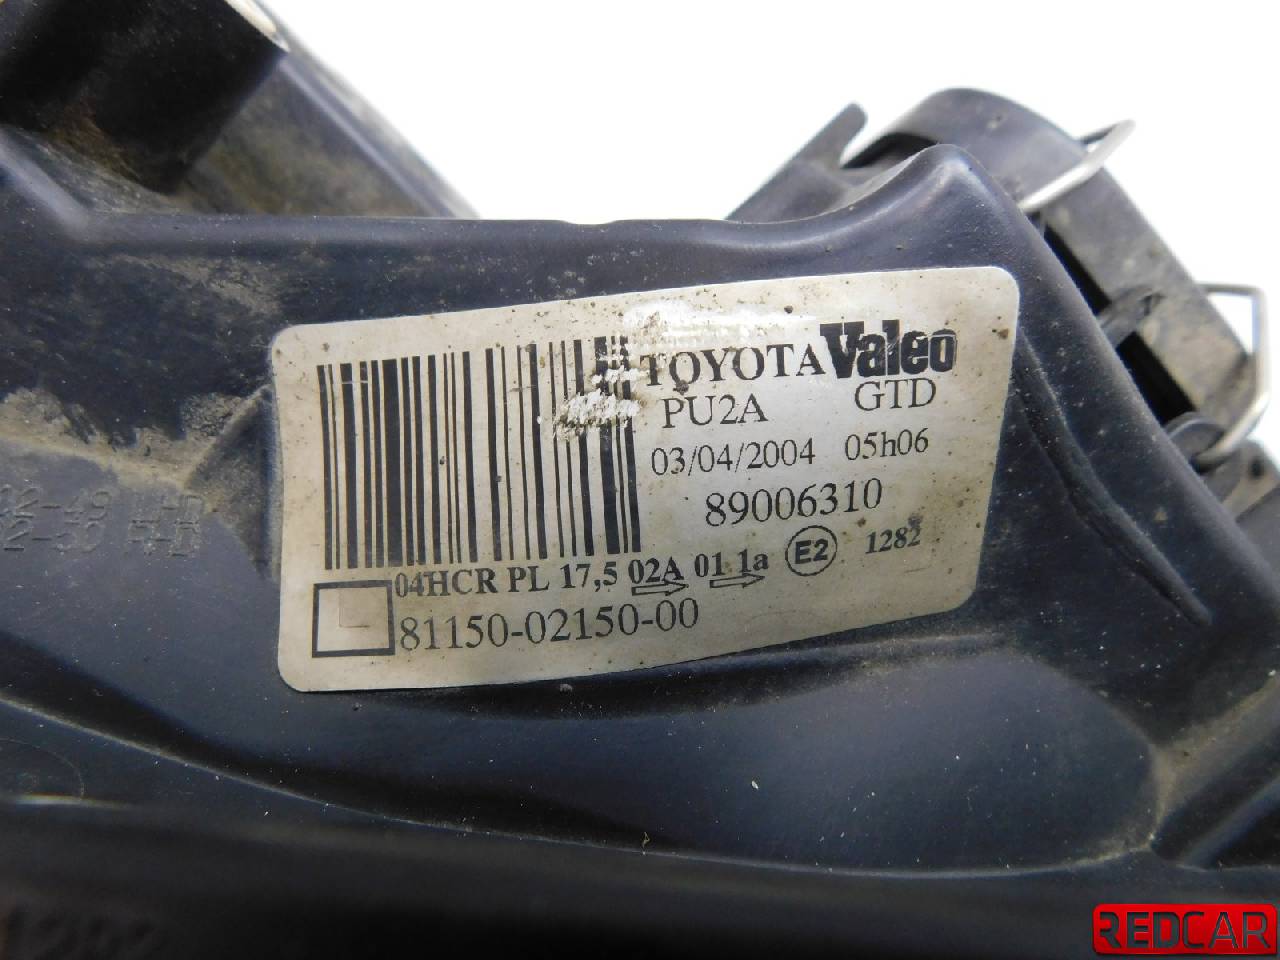 TOYOTA Valeo
PU2A GTD
03/04/2004 05h06
89006310
04HCR PL 17,5 02A 01 1a E2 1282
81150-02150-00
REDCAR